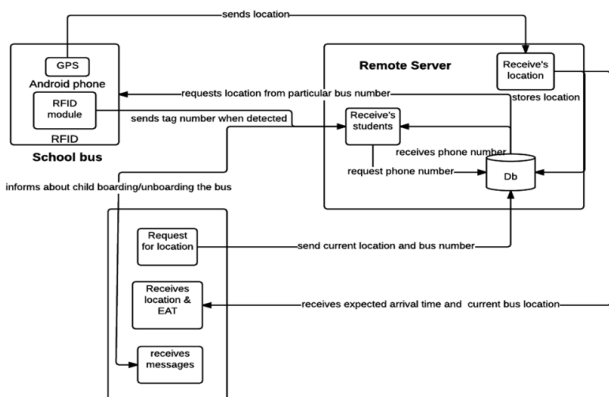 sends location
GPS
Android phone
RFID
module
RFID
School bus
Remote Server
Receive's
location
stores location
requests location from particular bus number
sends tag number when detected
Receive's
students
receives phone number
request phone number
Db
informs about child boarding/unboarding the bus
Request
for location
send current location and bus number
Receives
location &
EAT
receives expected arrival time and current bus location
receives
messages